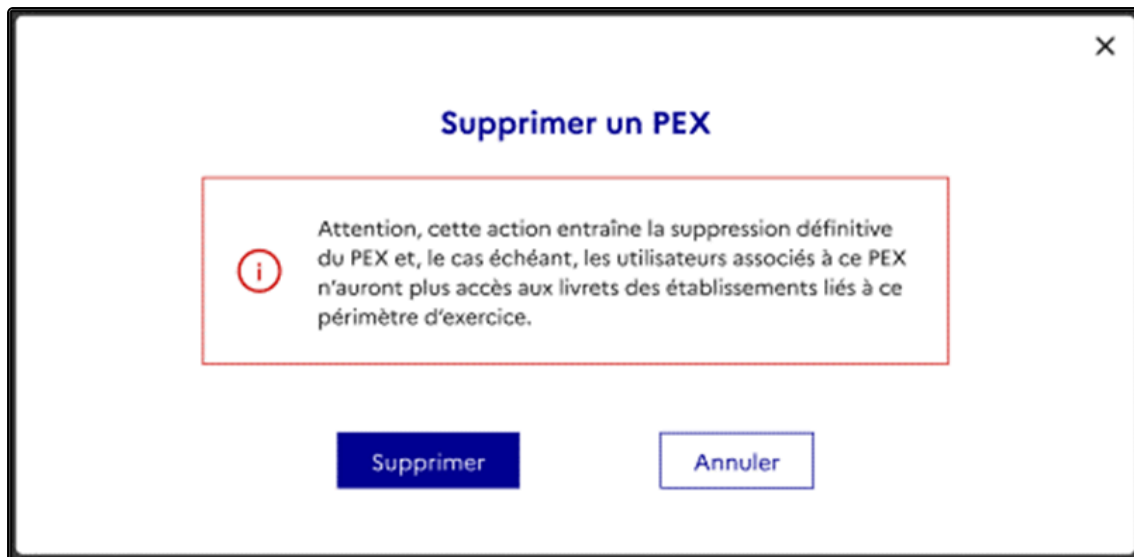 Supprimer un PEX
Attention, cette action entraîne la suppression définitive
du PEX et, le cas échéant, les utilisateurs associés à ce PEX
n'auront plus accès aux livrets des établissements liés à ce
périmètre d'exercice.
Supprimer
Annuler